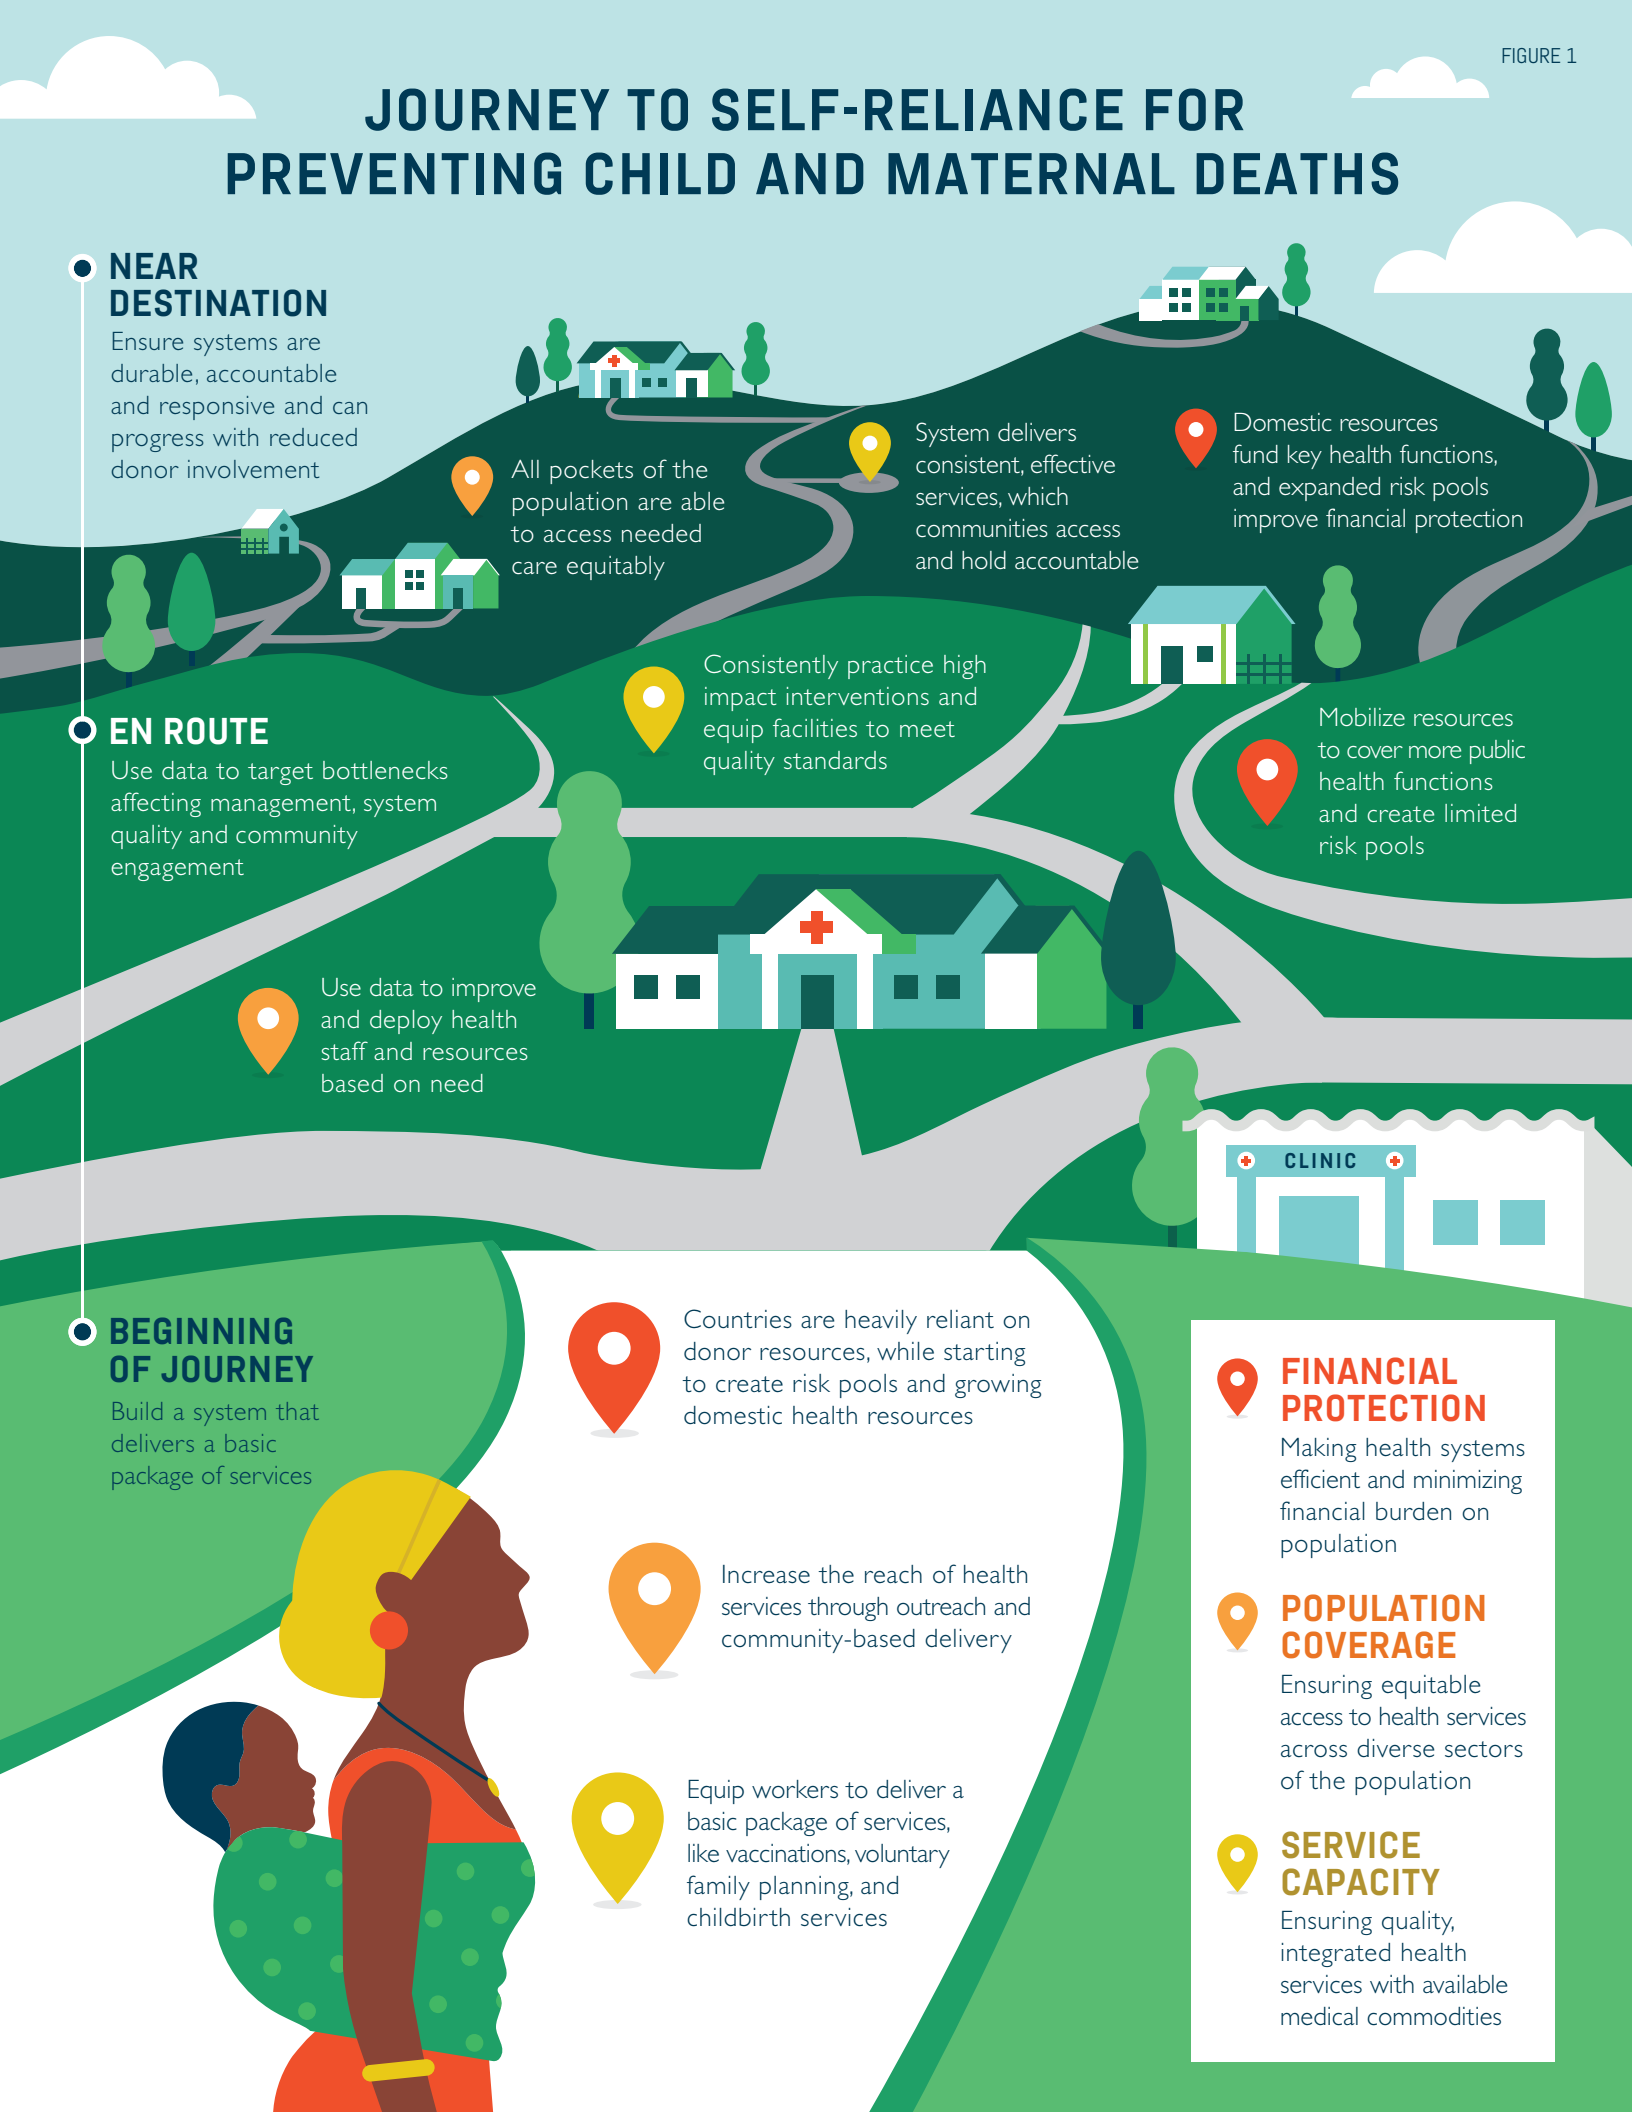 FIGURE 1
JOURNEY TO SELF-RELIANCE FOR
PREVENTING CHILD AND MATERNAL DEATHS
NEAR
DESTINATION
Ensure systems are
durable, accountable
and responsive and can
progress with reduced
donor involvement
All pockets of the
population are able
to access needed
care equitably
System delivers
consistent, effective
services, which
communities access
and hold accountable
Domestic resources
fund key health functions,
and expanded risk pools
improve financial protection
EN ROUTE
Use data to target bottlenecks
affecting management, system
quality and community
engagement
Consistently practice high
impact interventions and
equip facilities to meet
quality standards
Mobilize resources
to cover more public
health functions
and create limited
risk pools
Use data to improve
and deploy health
staff and resources
based on need
CLINIC
BEGINNING
OF JOURNEY
Build a system that
delivers a basic
package of services
Countries are heavily reliant on
donor resources, while starting
to create risk pools and growing
domestic health resources
Increase the reach of health
services through outreach and
community-based delivery
Equip workers to deliver a
basic package of services,
like vaccinations, voluntary
family planning, and
childbirth services
FINANCIAL
PROTECTION
Making health systems
efficient and minimizing
financial burden on
population
POPULATION
COVERAGE
Ensuring equitable
access to health services
across diverse sectors
of the population
SERVICE
CAPACITY
Ensuring quality,
integrated health
services with available
medical commodities